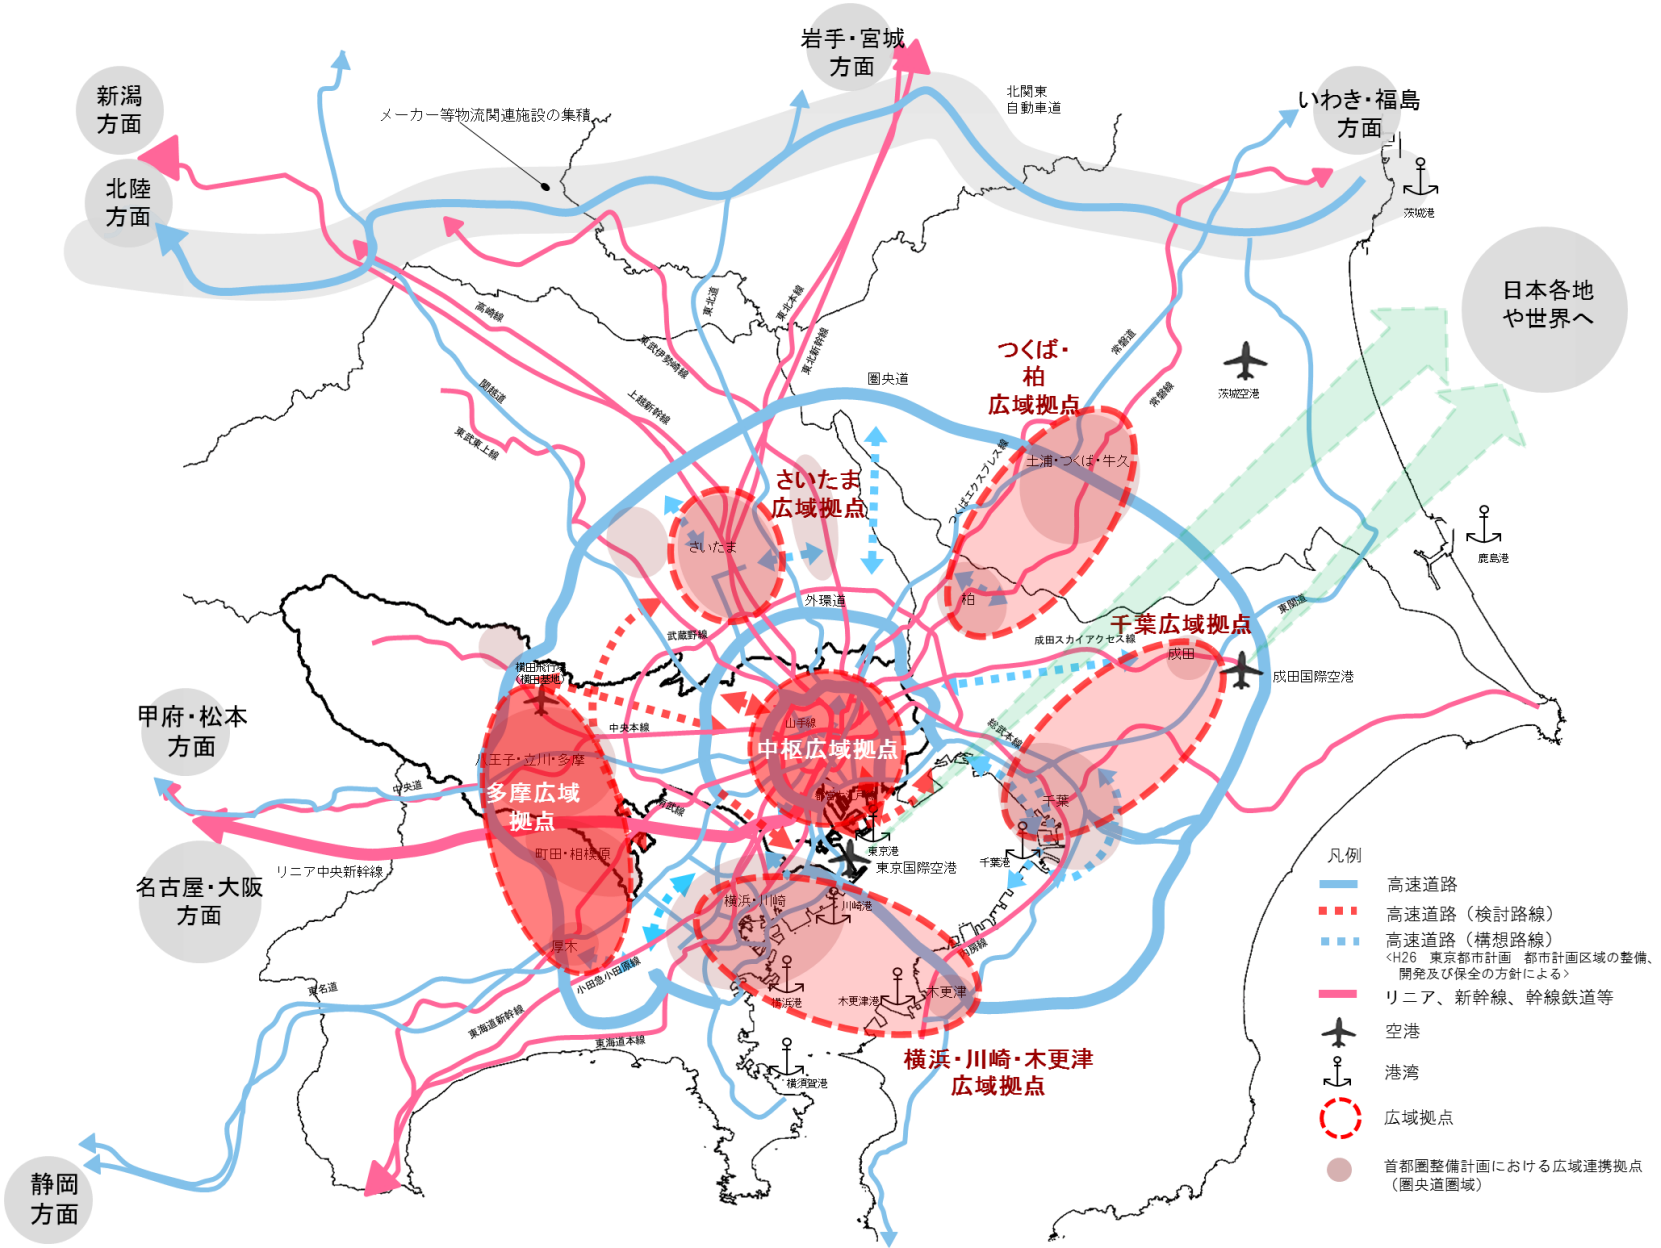 岩手・宮城
方面
新潟
方面
北関東
自動車道
いわき・福島
方面
メーカー等物流関連施設の集積
北陸
方面
茨城港
日本各地
や世界へ
高崎線
東北道
東北本線
東武伊勢崎線
東北新幹線
常磐道
つくば・
柏
広域拠点
茨城空港
圏央道
関越道
上越新幹線
常磐線
東武東上線
つくばエクスプレス線
土浦・つくば・牛久
さいたま
広域拠点
さいたま
鹿島港
柏
外環道
東関道
千葉広域拠点
武蔵野線
成田スカイアクセス線
成田
横田飛行場
(横田基地)
成田国際空港
甲府・松本
方面
中央本線
山手線
総武本線
中枢広域拠点
八王子・立川・多摩
中央道
多摩広域
拠点
南武線
千葉
町田・相模原
リニア中央新幹線
東京港
東京国際空港
千葉港
名古屋・大阪
方面
横浜・川崎
川崎港
厚木
内房線
小田急小田原線
東名道
横浜港
木更津港
木更津
東海道新幹線
東海道本線
横須賀港
横浜・川崎・木更津
広域拠点
静岡
方面
凡例
高速道路
高速道路（検討路線）
高速道路（構想路線）
<H26　東京都市計画　都市計画区域の整備、
開発及び保全の方針による>
リニア、新幹線、幹線鉄道等
空港
港湾
広域拠点
首都圏整備計画における広域連携拠点
（圏央道圏域）